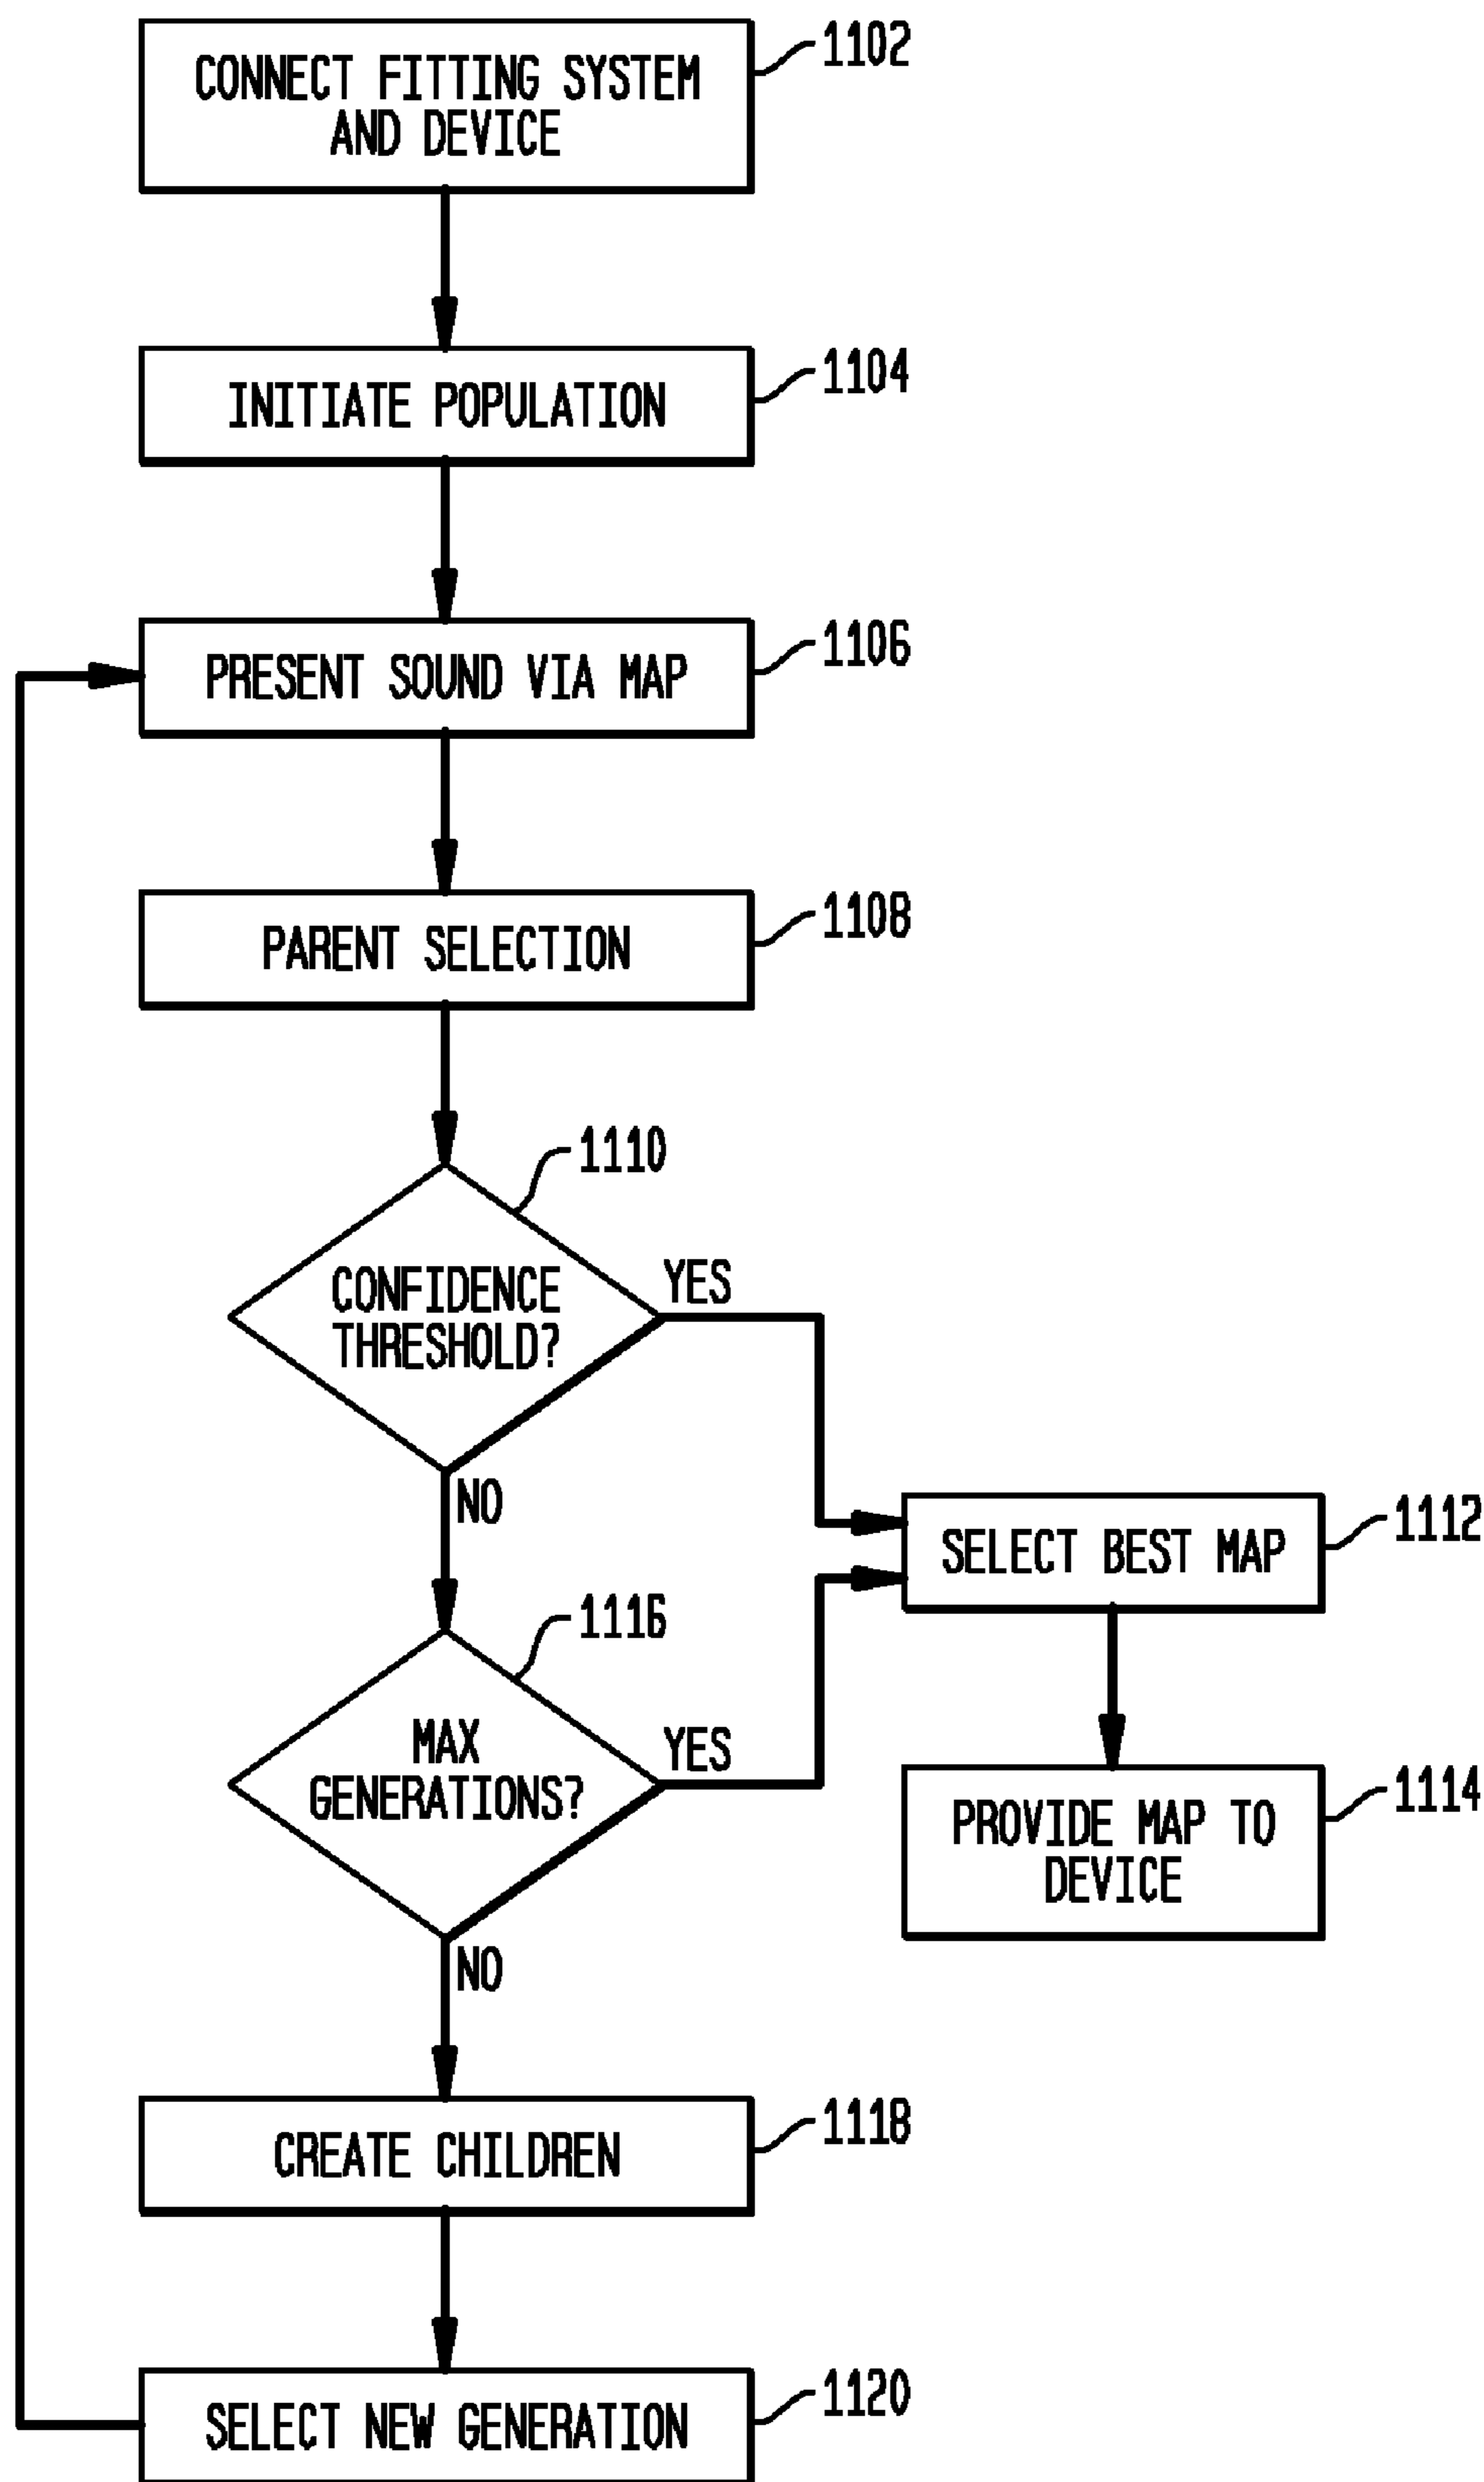 CONNECT FITTING SYSTEM
AND DEVICE
1102
INITIATE POPULATION
1104
PRESENT SOUND VIA MAP
1106
PARENT SELECTION
1108
1110
CONFIDENCE
THRESHOLD?
YES
NO
SELECT BEST MAP
1112
1116
MAX
GENERATIONS?
YES
NO
PROVIDE MAP TO
DEVICE
1114
CREATE CHILDREN
1118
SELECT NEW GENERATION
1120